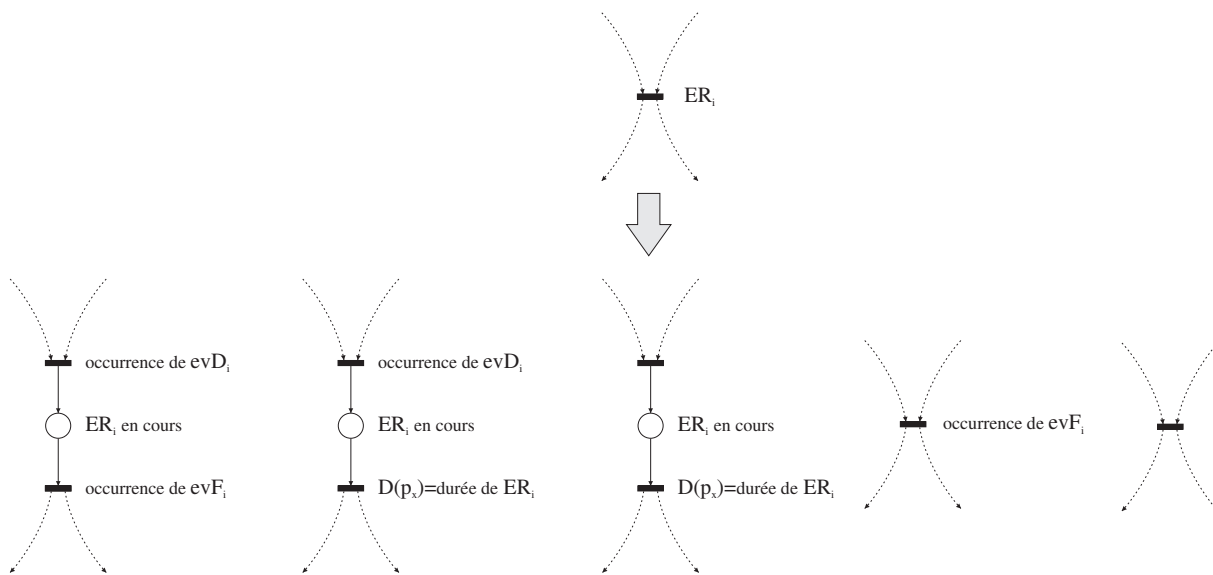 ERᵢ
occurrence de evDᵢ
occurrence de evDᵢ
ERᵢ en cours
ERᵢ en cours
ERᵢ en cours
occurrence de evFᵢ
occurrence de evFᵢ
D(pₓ)=durée de ERᵢ
D(pₓ)=durée de ERᵢ